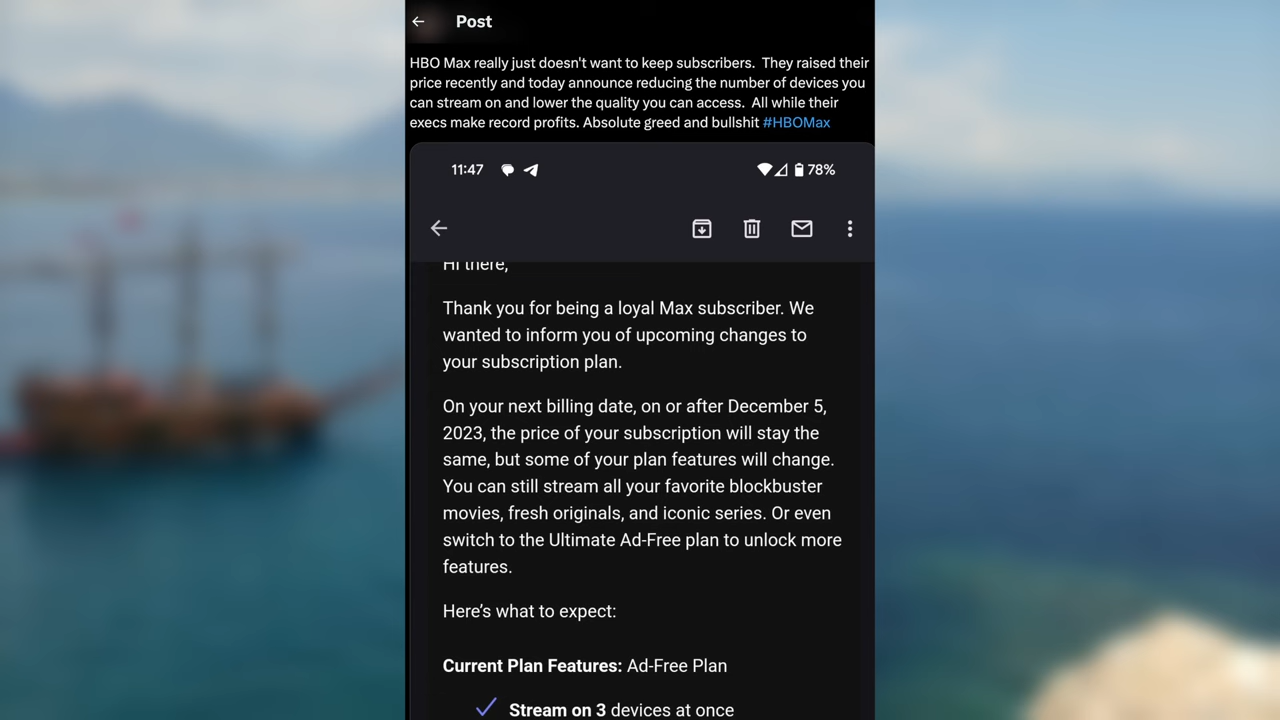 Post
HBO Max really just doesn't want to keep subscribers.  They raised their
price recently and today announce reducing the number of devices you
can stream on and lower the quality you can access.  All while their
execs make record profits. Absolute greed and bullshit #HBOMax
11:47 78%
Hi there,
Thank you for being a loyal Max subscriber. We
wanted to inform you of upcoming changes to
your subscription plan.
On your next billing date, on or after December 5,
2023, the price of your subscription will stay the
same, but some of your plan features will change.
You can still stream all your favorite blockbuster
movies, fresh originals, and iconic series. Or even
switch to the Ultimate Ad-Free plan to unlock more
features.
Here’s what to expect:
Current Plan Features: Ad-Free Plan
Stream on 3 devices at once